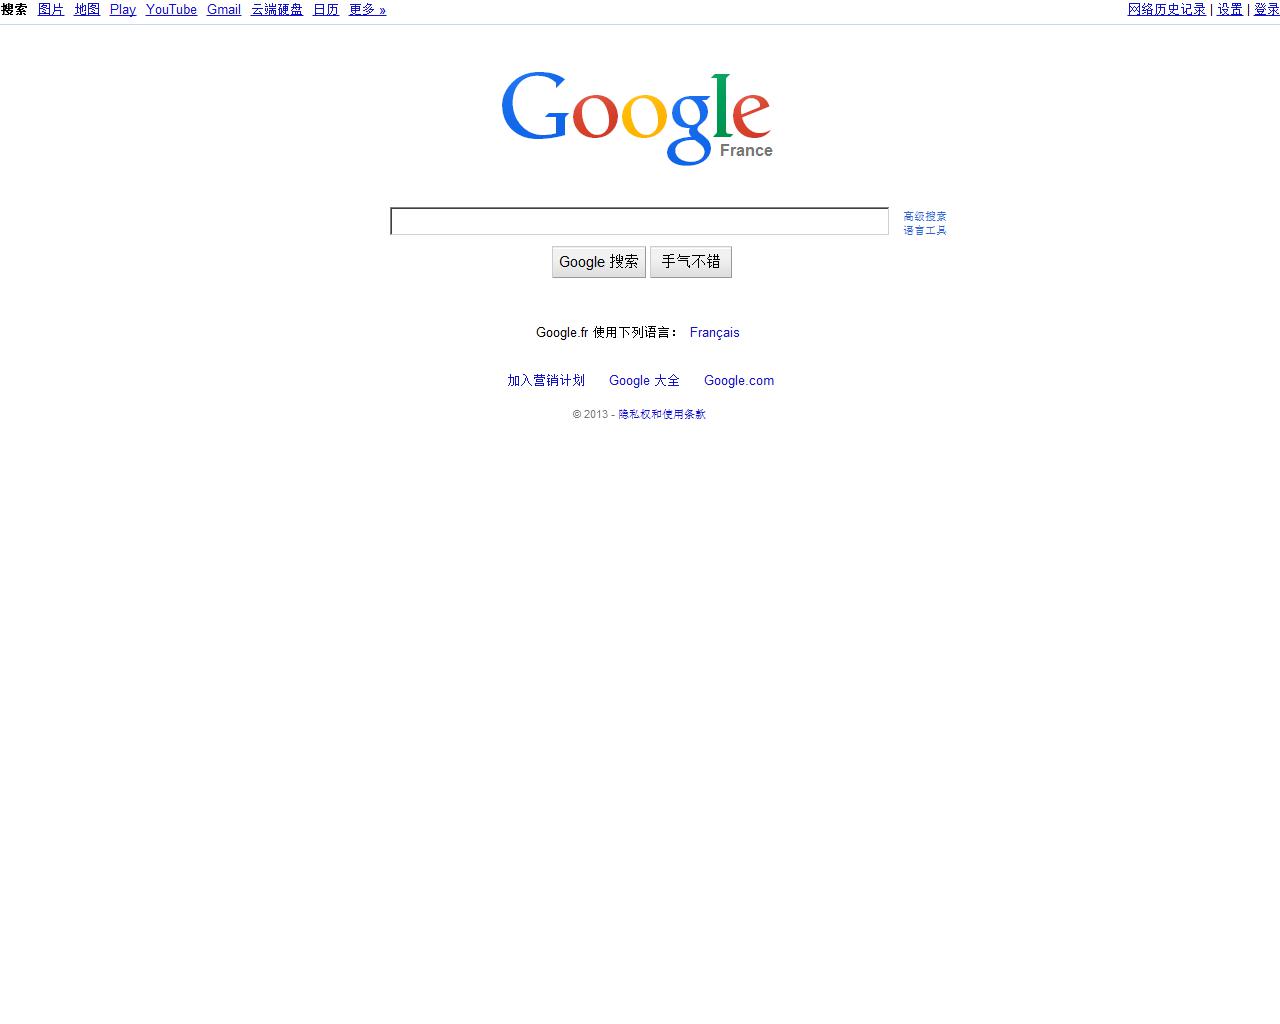 搜索 图片 地图 Play YouTube Gmail 云端硬盘 日历 更多 » 网络历史记录 | 设置 | 登录
Google
France
高级搜索
语言工具
Google 搜索 手气不错
Google.fr 使用下列语言： Français
加入营销计划 Google 大全 Google.com
© 2013 - 隐私权和使用条款